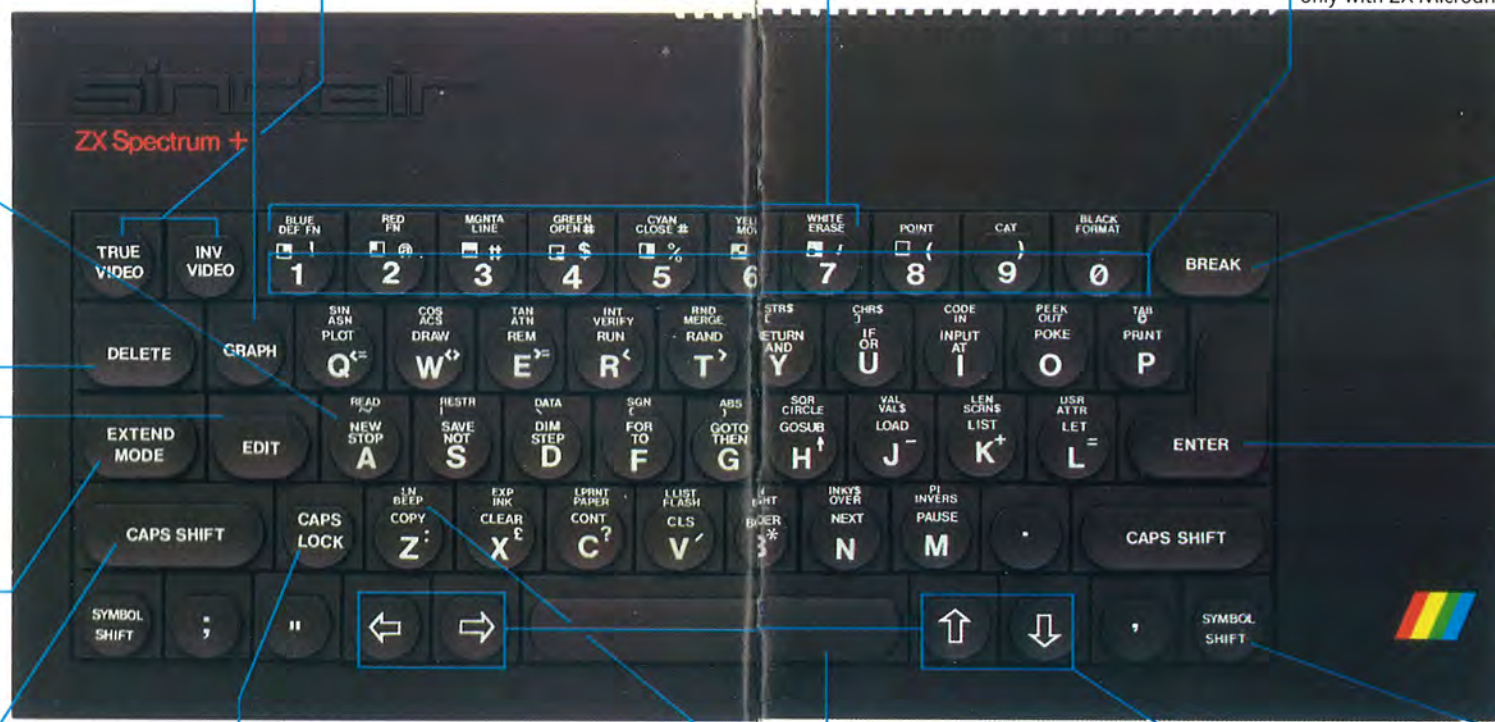 only with ZX Microdri
sinclair
ZX Spectrum +
BLUE RED MGNTA GREEN CYAN YEL WHITE POINT CAT BLACK
DEF FN FN LINE OPEN # CLOSE # MO ERASE FORMAT
TRUE VIDEO INV VIDEO ! @ # $ % ( ) BREAK
1 2 3 4 5 6 7 8 9 0
SIN COS TAN INT RND STR$ CHR$ CODE PEEK TAB
ASN ACS ATN VERIFY MERGE [ ] IN OUT ©
DELETE GRAPH PLOT DRAW REM RUN RAND RETURN IF INPUT POKE PRINT
AND OR AT
Q <= W <> E >= R < T > Y U I O P
READ RESTR DATA SGN ABS SQR VAL LEN USR
~ | \ { } CIRCLE VAL$ SCRN$ ATTR
EXTEND MODE EDIT NEW SAVE DIM FOR GOTO GOSUB LOAD LIST LET ENTER
STOP NOT STEP TO THEN
A S D F G H ↑ J - K + L =
LN EXP LPRNT LLIST INKY$ PI
BEEP INK PAPER FLASH OVER INVERS
CAPS SHIFT CAPS LOCK COPY CLEAR CONT CLS NEXT PAUSE . CAPS SHIFT
Z : X £ C ? V / B * N M
SYMBOL SHIFT ; " ⇦ ⇨ ⇧ ⇩ , SYMBOL SHIFT